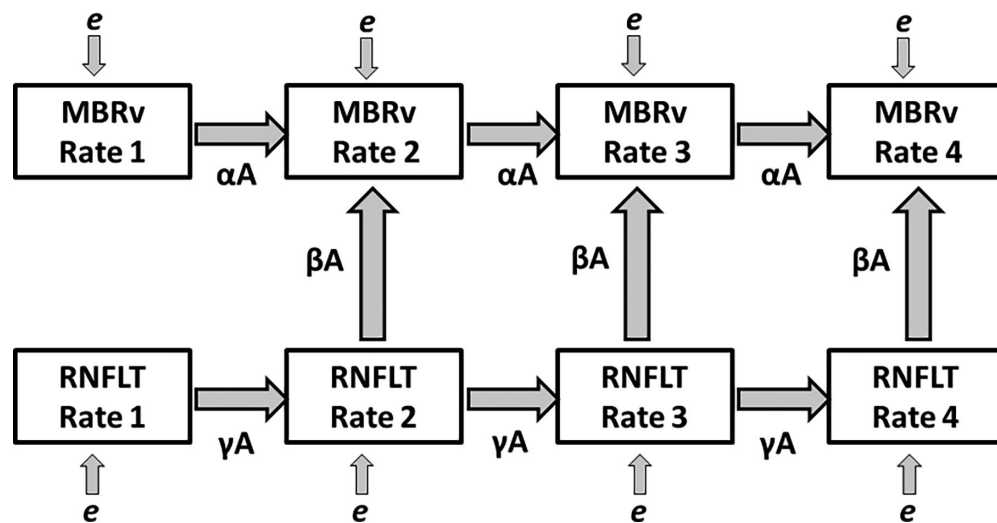 e e e e
MBRv MBRv MBRv MBRv
Rate 1 Rate 2 Rate 3 Rate 4
αA αA αA
βA βA βA
RNFLT RNFLT RNFLT RNFLT
Rate 1 Rate 2 Rate 3 Rate 4
γA γA γA
e e e e